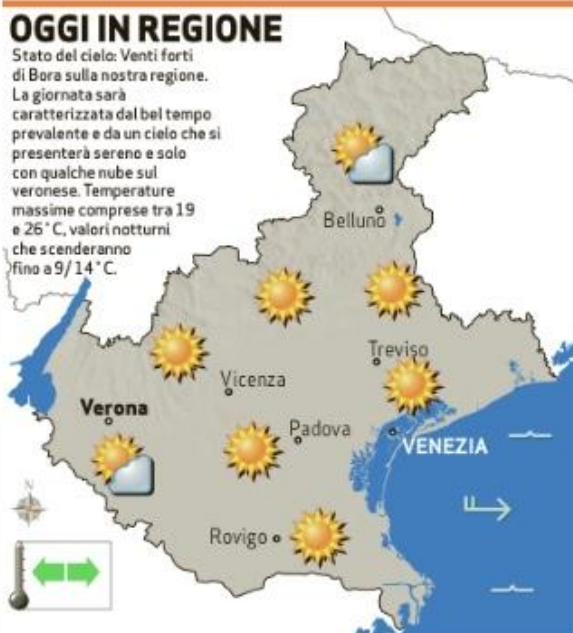 OGGI IN REGIONE
Stato del cielo: Venti forti
di Bora sulla nostra regione.
La giornata sarà
caratterizzata dal bel tempo
prevalente e da un cielo che si
presenterà sereno e solo
con qualche nube sul
veronese. Temperature
massime comprese tra 19
e 26°C, valori notturni
che scenderanno
fino a 9/14°C.
Belluno
Treviso
Vicenza
Verona
Padova
VENEZIA
Rovigo
N